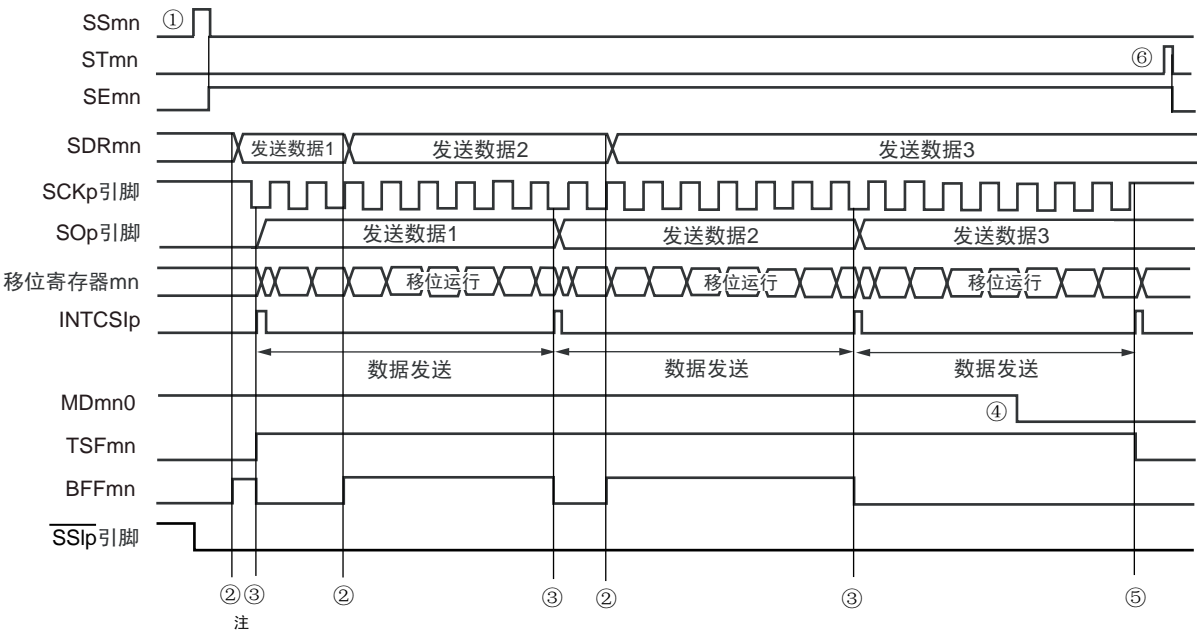 SSmn ①
STmn ⑥
SEmn
SDRmn 发送数据1 发送数据2 发送数据3
SCKp引脚
SOp引脚 发送数据1 发送数据2 发送数据3
移位寄存器mn 移位运行 移位运行 移位运行
INTCSIp
数据发送 数据发送 数据发送
MDmn0 ④
TSFmn
BFFmn
SSIp引脚
②③ ② ③ ② ③ ⑤
注